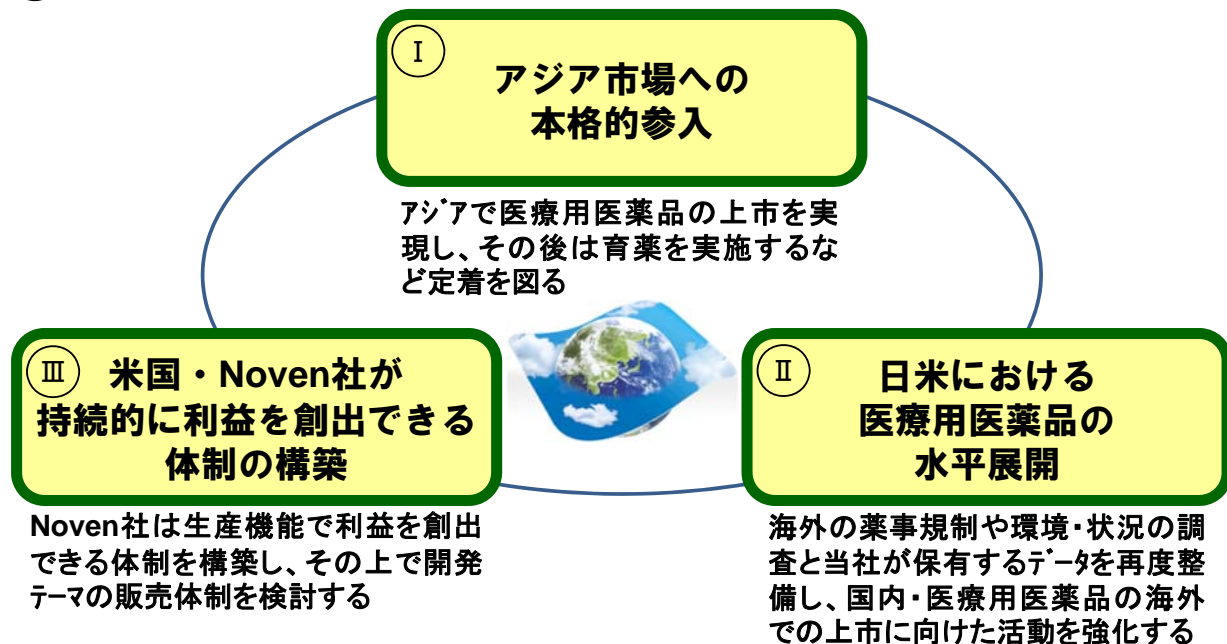 Ⅰ
アジア市場への
本格的参入
ｱｼﾞｱで医療用医薬品の上市を実
現し、その後は育薬を実施するな
ど定着を図る
Ⅲ 米国・Noven社が
持続的に利益を創出できる
体制の構築
Noven社は生産機能で利益を創出
できる体制を構築し、その上で開発
ﾃｰﾏの販売体制を検討する
Ⅱ 日米における
医療用医薬品の
水平展開
海外の薬事規制や環境・状況の調
査と当社が保有するﾃﾞｰﾀを再度整
備し、国内・医療用医薬品の海外
での上市に向けた活動を強化する